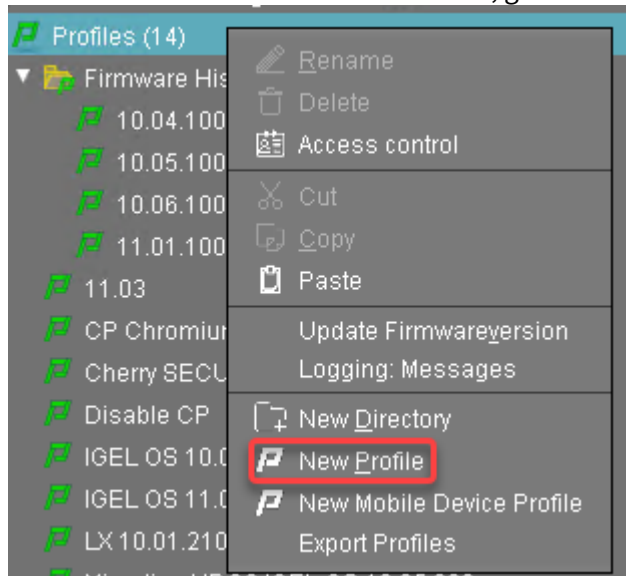 Profiles (14)
Firmware His
10.04.100
10.05.100
10.06.100
11.01.100
11.03
CP Chromiur
Cherry SECU
Disable CP
IGEL OS 10.0
IGEL OS 11.0
LX 10.01.210
Rename
Delete
Access control
Cut
Copy
Paste
Update Firmwareversion
Logging: Messages
New Directory
New Profile
New Mobile Device Profile
Export Profiles